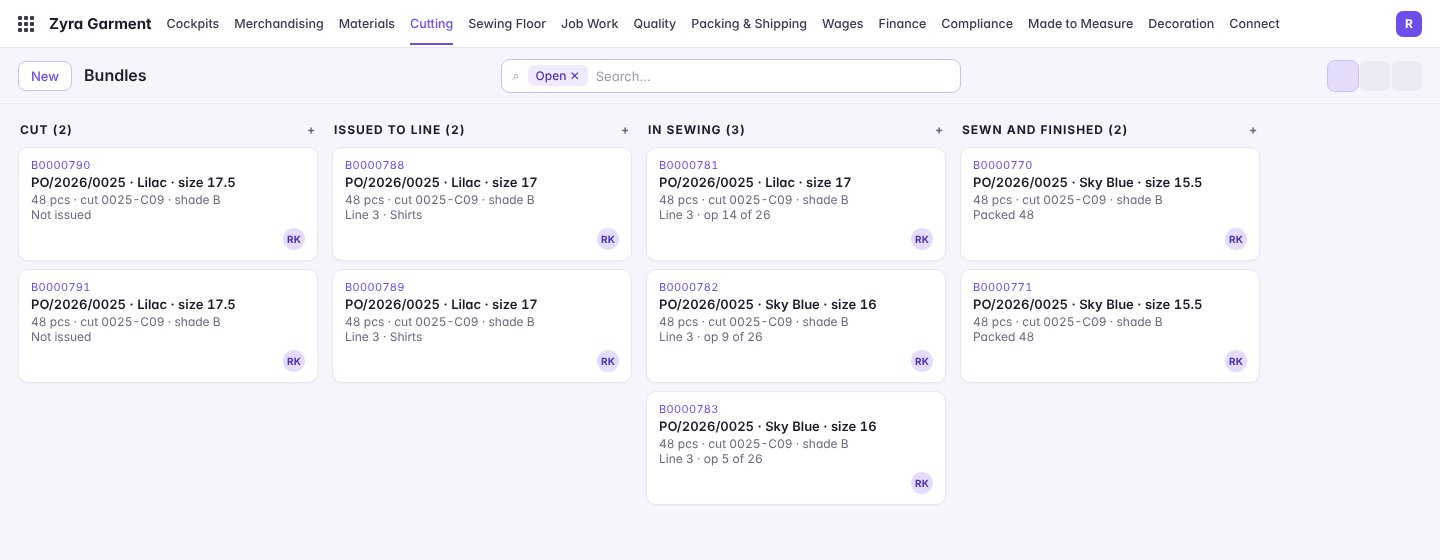 Zyra Garment Cockpits Merchandising Materials Cutting Sewing Floor Job Work Quality Packing & Shipping Wages Finance Compliance Made to Measure Decoration Connect R
New Bundles Open ✕ Search...
CUT (2) +
B0000790
PO/2026/0025 · Lilac · size 17.5
48 pcs · cut 0025-C09 · shade B
Not issued
RK
B0000791
PO/2026/0025 · Lilac · size 17.5
48 pcs · cut 0025-C09 · shade B
Not issued
RK
ISSUED TO LINE (2) +
B0000788
PO/2026/0025 · Lilac · size 17
48 pcs · cut 0025-C09 · shade B
Line 3 · Shirts
RK
B0000789
PO/2026/0025 · Lilac · size 17
48 pcs · cut 0025-C09 · shade B
Line 3 · Shirts
RK
IN SEWING (3) +
B0000781
PO/2026/0025 · Lilac · size 17
48 pcs · cut 0025-C09 · shade B
Line 3 · op 14 of 26
RK
B0000782
PO/2026/0025 · Sky Blue · size 16
48 pcs · cut 0025-C09 · shade B
Line 3 · op 9 of 26
RK
B0000783
PO/2026/0025 · Sky Blue · size 16
48 pcs · cut 0025-C09 · shade B
Line 3 · op 5 of 26
RK
SEWN AND FINISHED (2) +
B0000770
PO/2026/0025 · Sky Blue · size 15.5
48 pcs · cut 0025-C09 · shade B
Packed 48
RK
B0000771
PO/2026/0025 · Sky Blue · size 15.5
48 pcs · cut 0025-C09 · shade B
Packed 48
RK